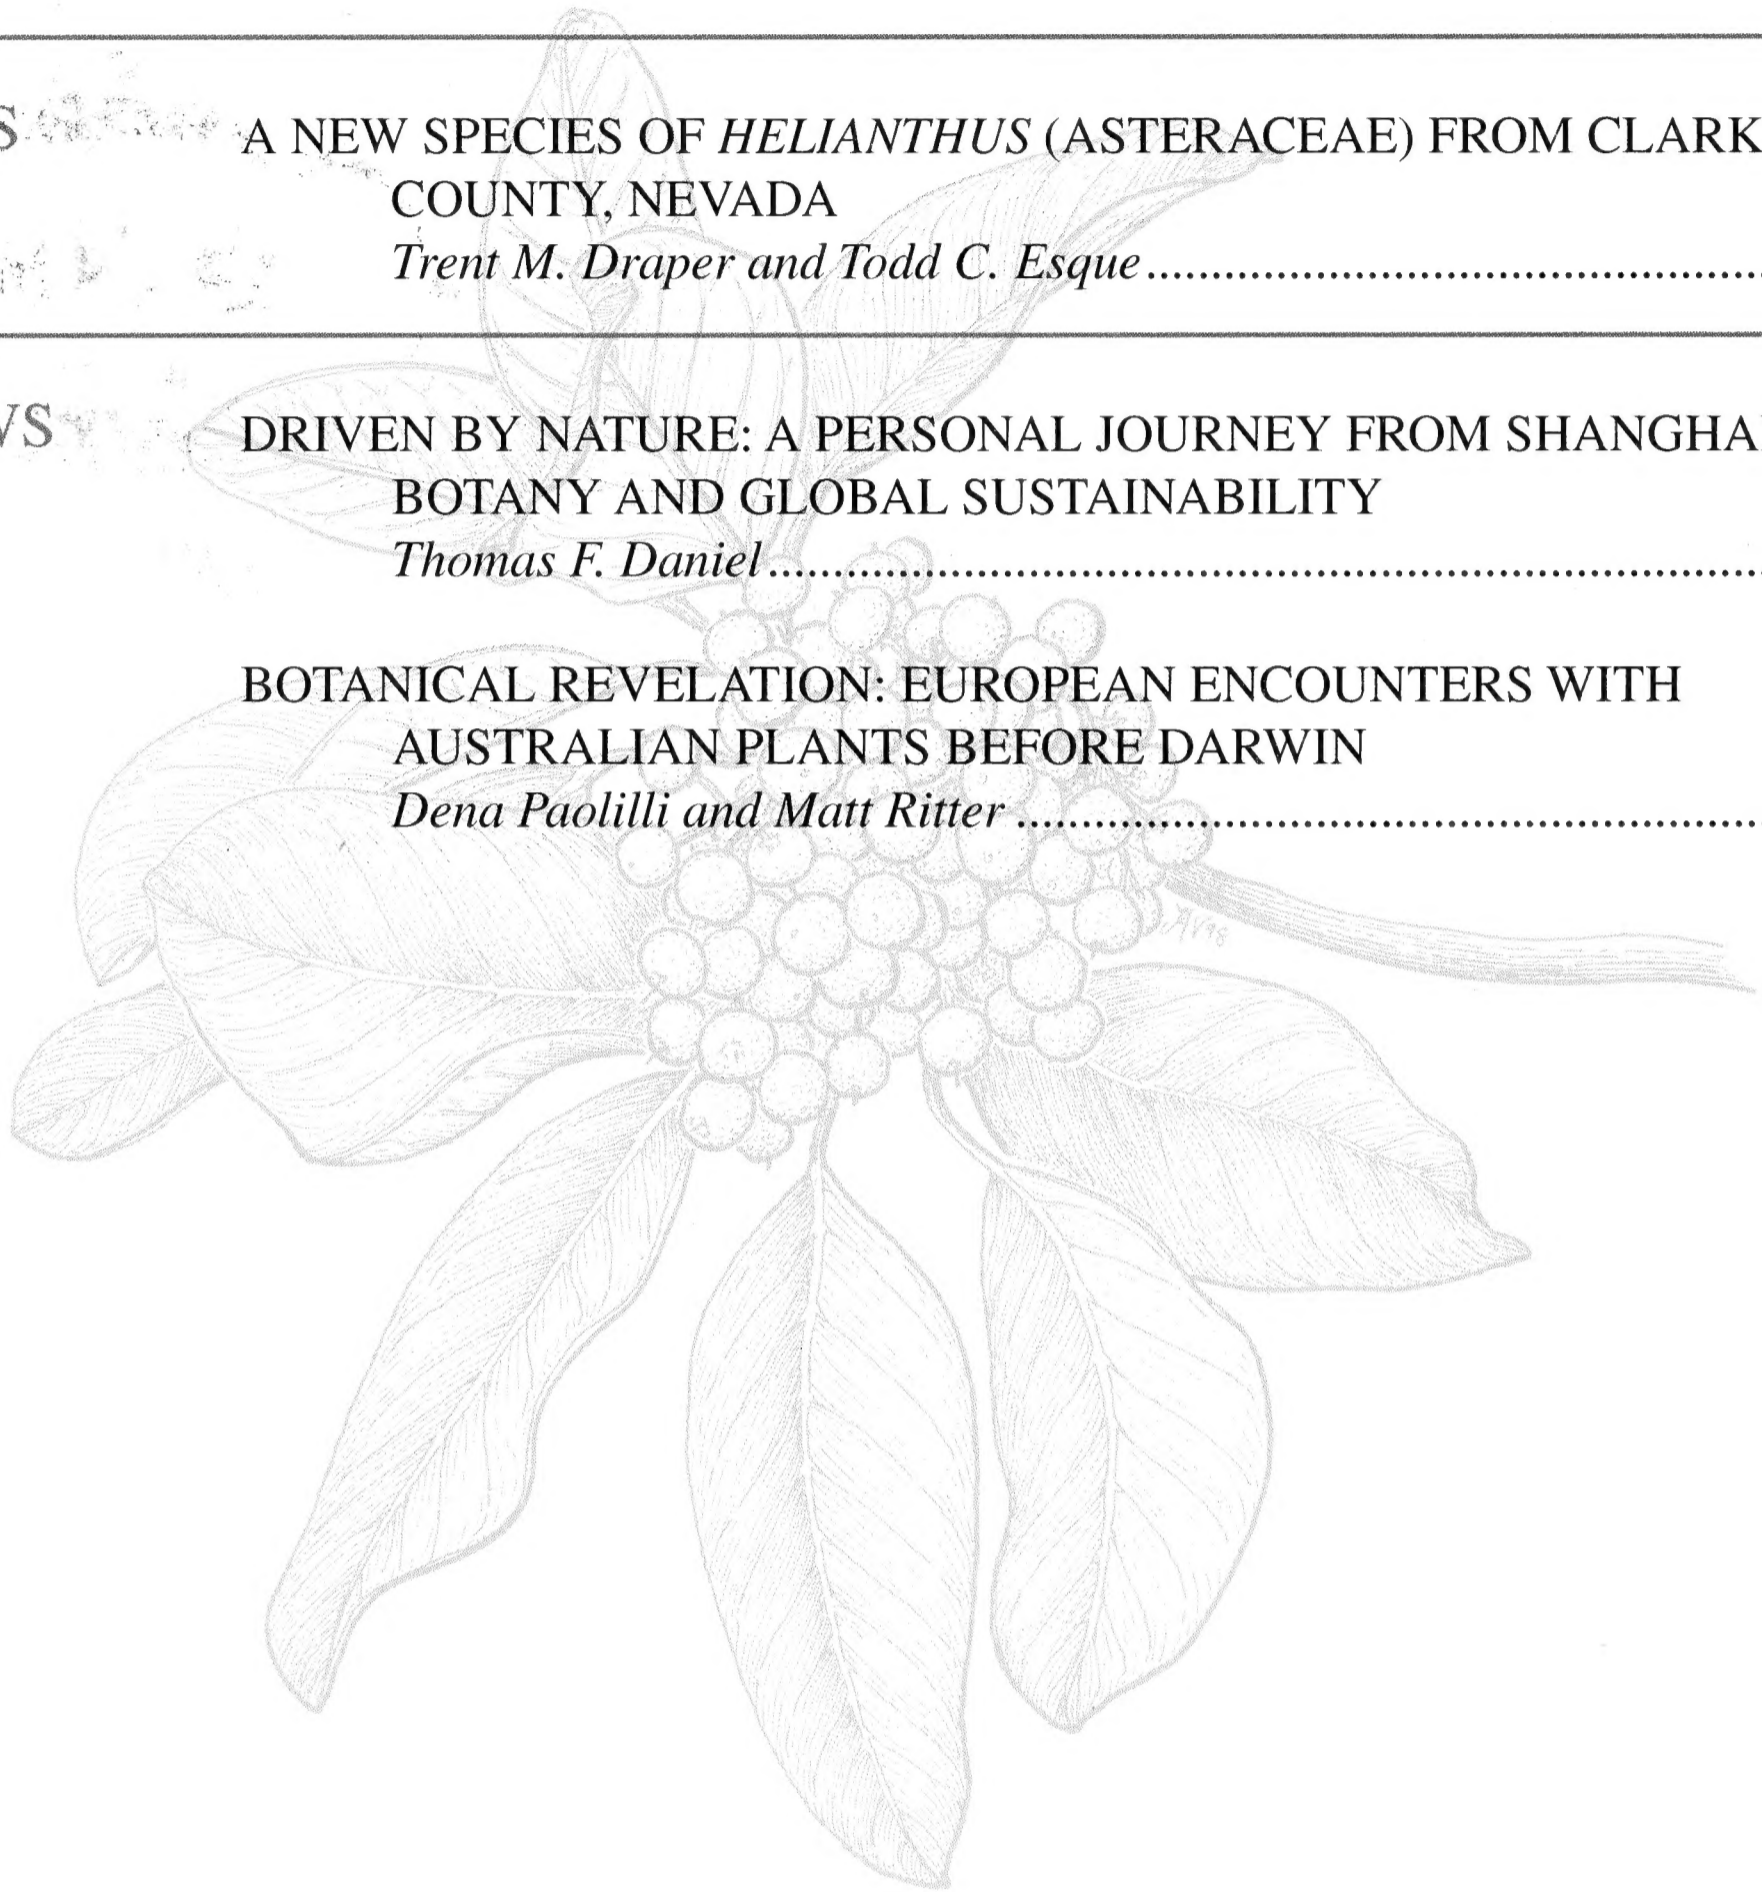 S
A NEW SPECIES OF HELIANTHUS (ASTERACEAE) FROM CLARK
COUNTY, NEVADA
Trent M. Draper and Todd C. Esque
VS
DRIVEN BY NATURE: A PERSONAL JOURNEY FROM SHANGHA
BOTANY AND GLOBAL SUSTAINABILITY
Thomas F. Daniel
BOTANICAL REVELATION: EUROPEAN ENCOUNTERS WITH
AUSTRALIAN PLANTS BEFORE DARWIN
Dena Paolilli and Matt Ritter